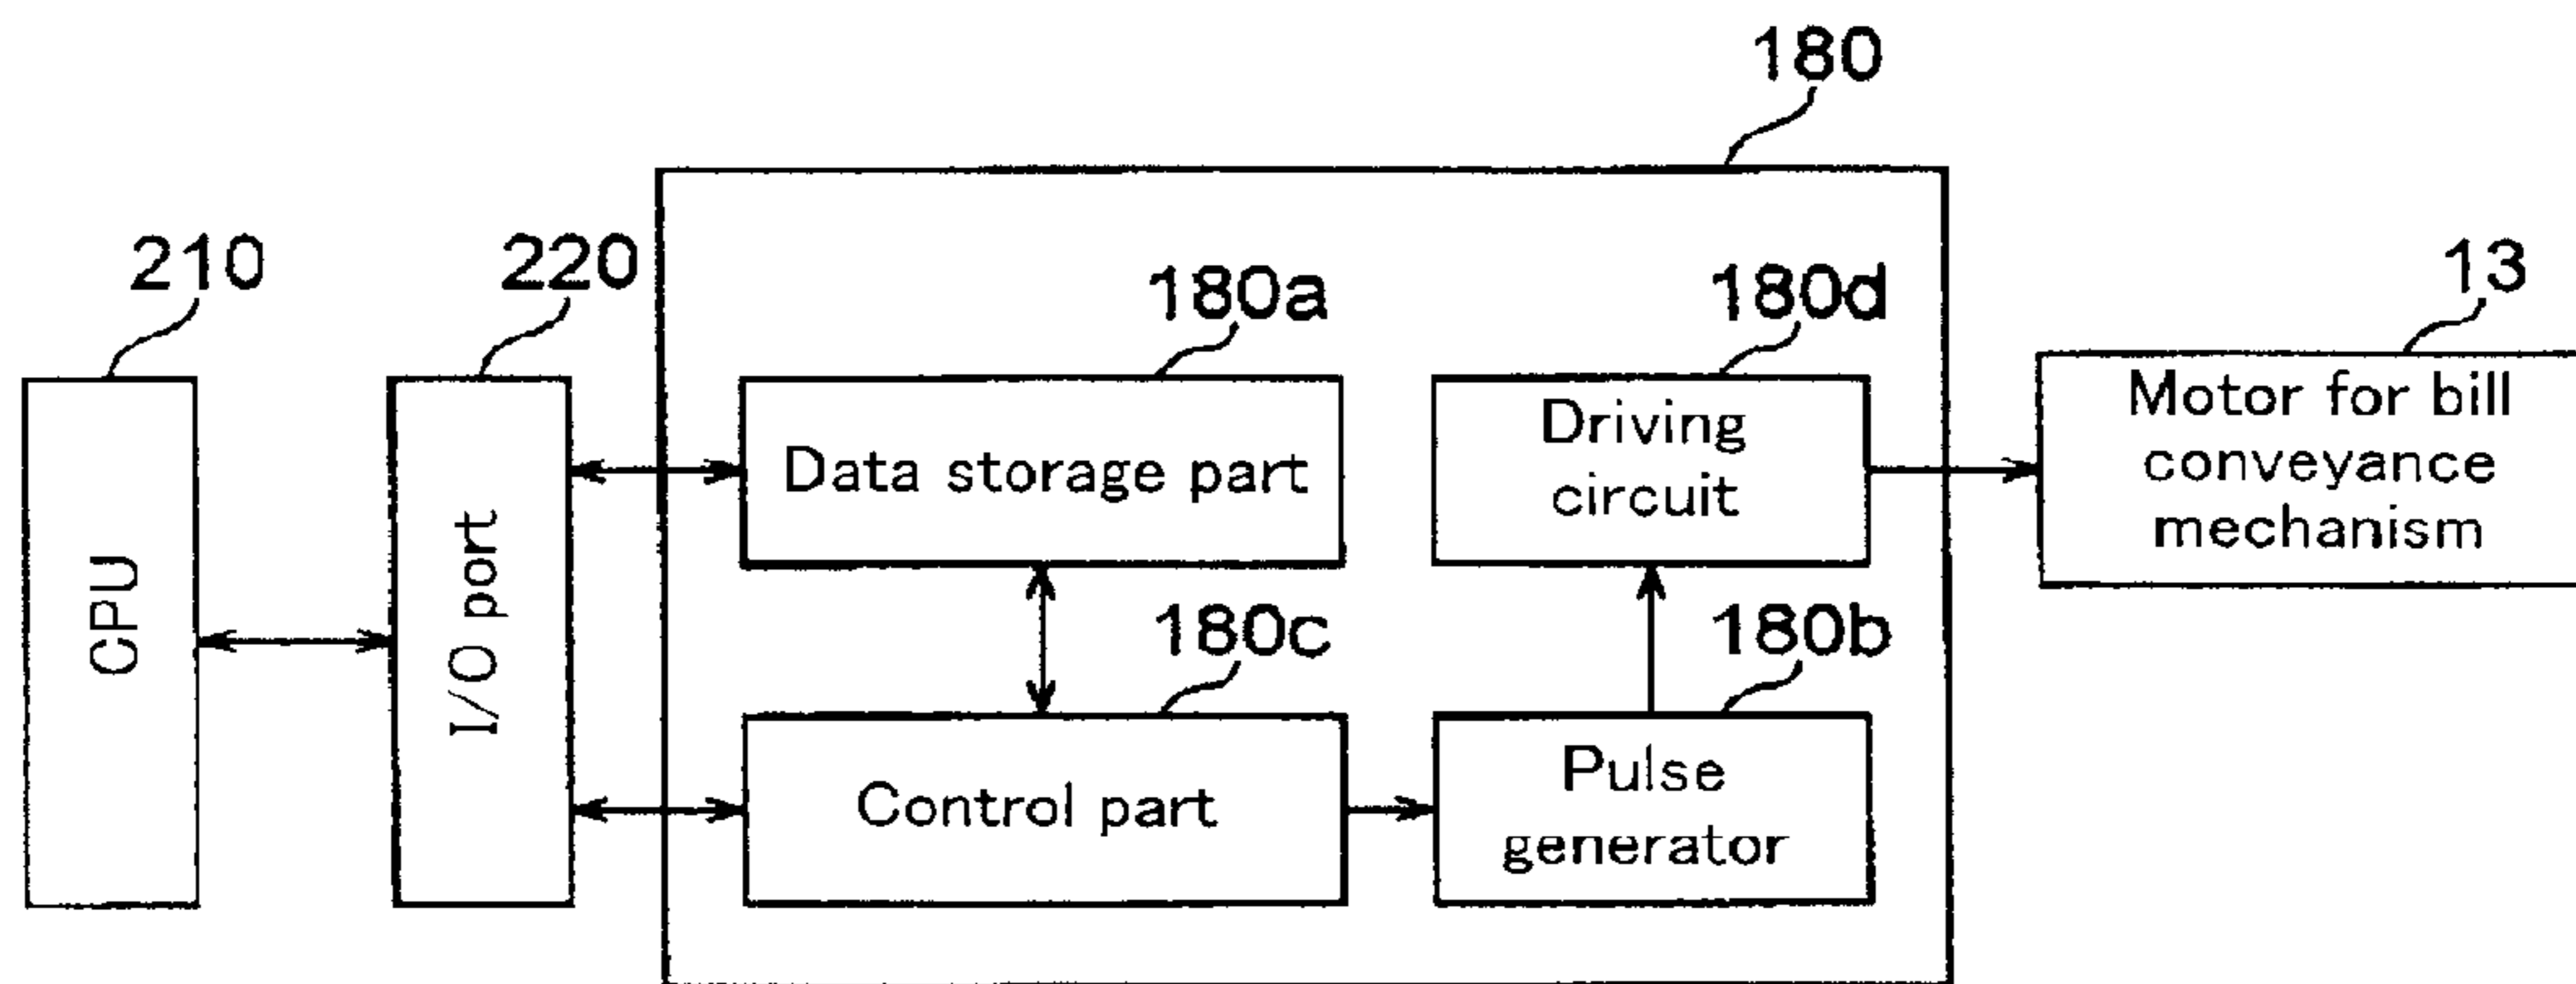 180
210
220
180a
180d
13
CPU
I/O port
Data storage part
Driving
circuit
Motor for bill
conveyance
mechanism
180c
180b
Control part
Pulse
generator